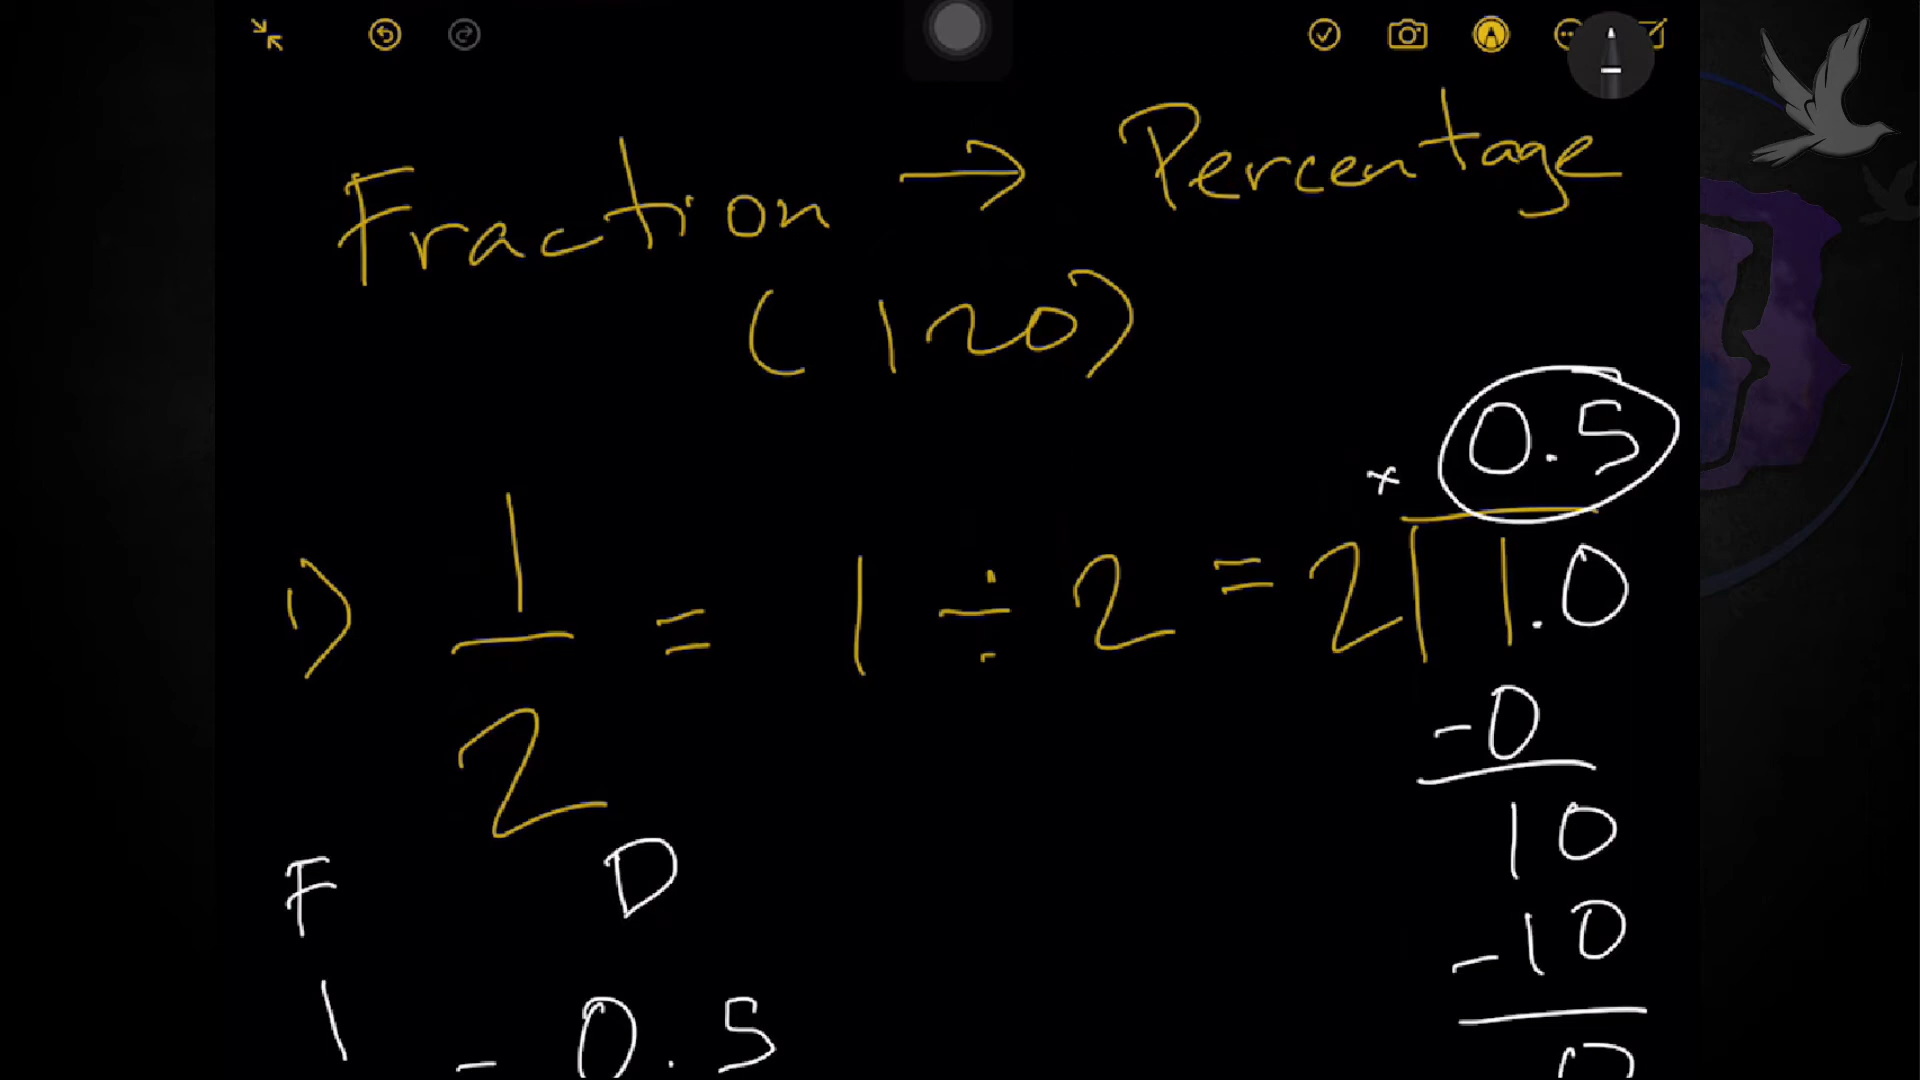 Fraction → Percentage
(120)
0.5
×
1) 1/2 = 1 ÷ 2 = 2 1.0
-0
10
-10
0
F D
1 = 0.5